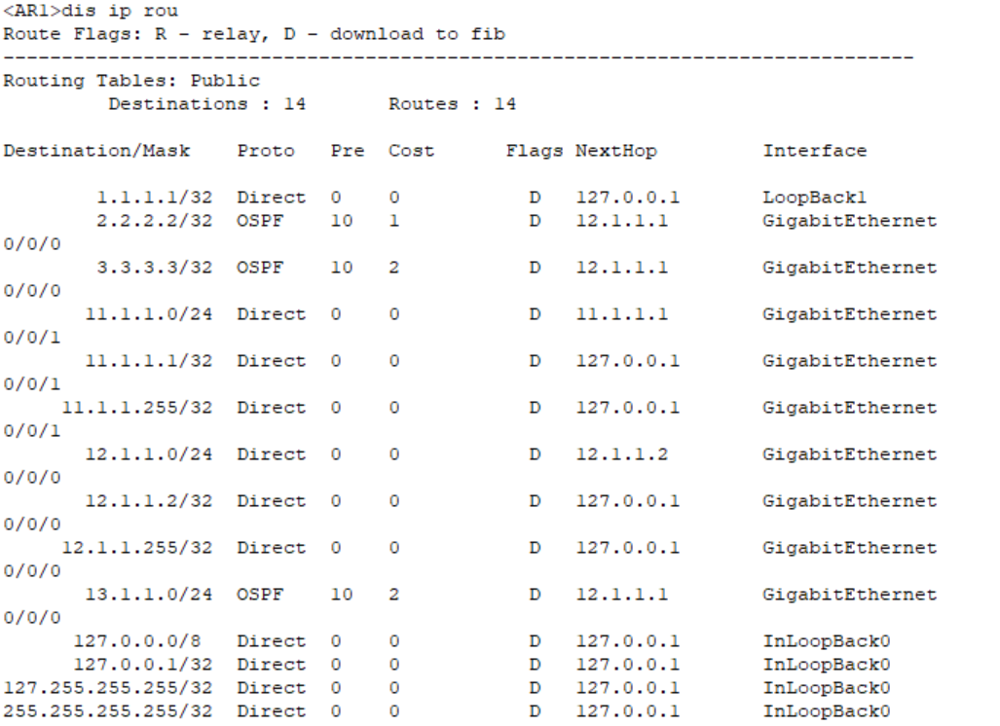 <AR1>dis ip rou
Route Flags: R - relay, D - download to fib
------------------------------------------------------------------------------
Routing Tables: Public
         Destinations : 14       Routes : 14

Destination/Mask    Proto   Pre  Cost      Flags NextHop         Interface

        1.1.1.1/32  Direct  0    0           D   127.0.0.1       LoopBack1
        2.2.2.2/32  OSPF    10   1           D   12.1.1.1        GigabitEthernet
0/0/0
        3.3.3.3/32  OSPF    10   2           D   12.1.1.1        GigabitEthernet
0/0/0
       11.1.1.0/24  Direct  0    0           D   11.1.1.1        GigabitEthernet
0/0/1
       11.1.1.1/32  Direct  0    0           D   127.0.0.1       GigabitEthernet
0/0/1
     11.1.1.255/32  Direct  0    0           D   127.0.0.1       GigabitEthernet
0/0/1
       12.1.1.0/24  Direct  0    0           D   12.1.1.2        GigabitEthernet
0/0/0
       12.1.1.2/32  Direct  0    0           D   127.0.0.1       GigabitEthernet
0/0/0
     12.1.1.255/32  Direct  0    0           D   127.0.0.1       GigabitEthernet
0/0/0
       13.1.1.0/24  OSPF    10   2           D   12.1.1.1        GigabitEthernet
0/0/0
      127.0.0.0/8   Direct  0    0           D   127.0.0.1       InLoopBack0
      127.0.0.1/32  Direct  0    0           D   127.0.0.1       InLoopBack0
127.255.255.255/32  Direct  0    0           D   127.0.0.1       InLoopBack0
255.255.255.255/32  Direct  0    0           D   127.0.0.1       InLoopBack0